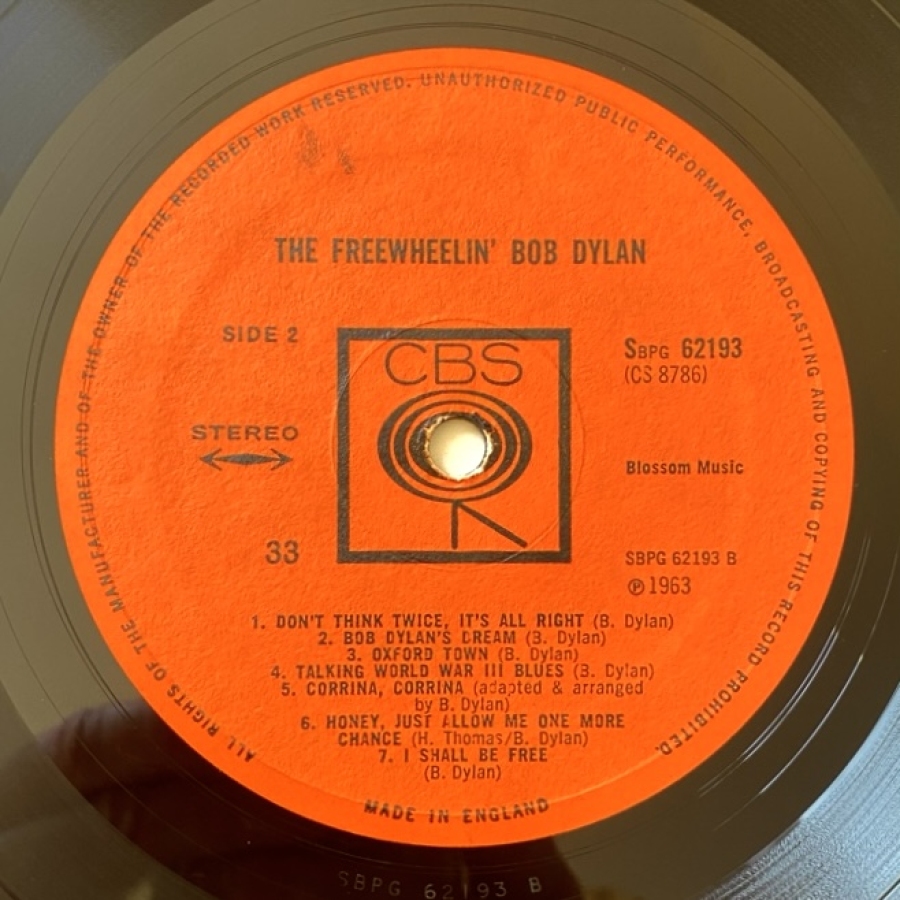 ALL RIGHTS OF THE MANUFACTURER AND OF THE OWNER OF THE RECORDED WORK RESERVED. UNAUTHORIZED PUBLIC PERFORMANCE, BROADCASTING AND COPYING OF THIS RECORD PROHIBITED.
THE FREEWHEELIN' BOB DYLAN
SIDE 2
CBS
SBPG 62193
(CS 8786)
STEREO
Blossom Music
33
SBPG 62193 B
℗ 1963
1. DON'T THINK TWICE, IT'S ALL RIGHT (B. Dylan)
2. BOB DYLAN'S DREAM (B. Dylan)
3. OXFORD TOWN (B. Dylan)
4. TALKING WORLD WAR III BLUES (B. Dylan)
5. CORRINA, CORRINA (adapted & arranged
by B. Dylan)
6. HONEY, JUST ALLOW ME ONE MORE
CHANCE (H. Thomas/B. Dylan)
7. I SHALL BE FREE
(B. Dylan)
MADE IN ENGLAND
SBPG 62193 B